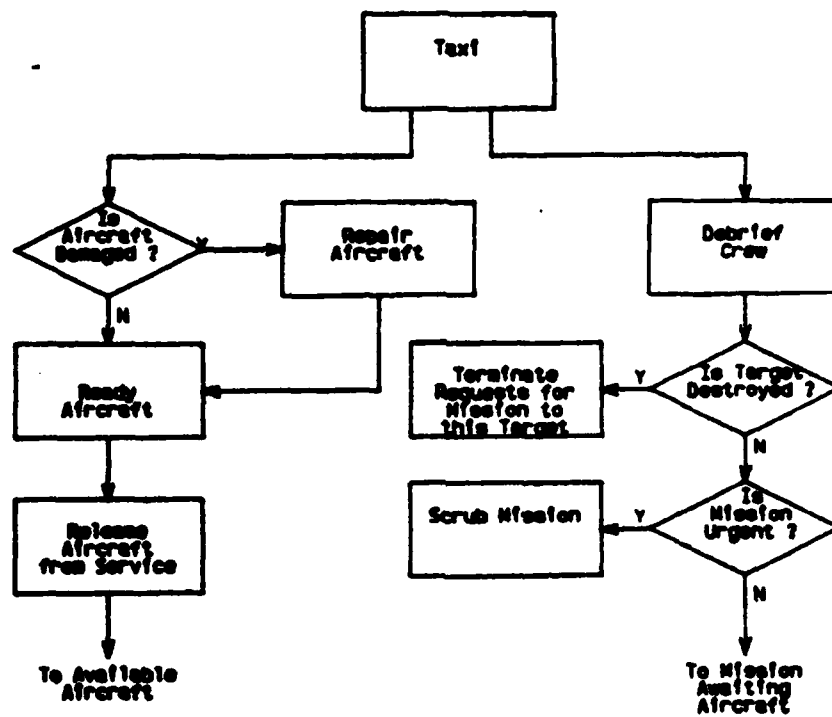 Taxi
Is
Aircraft
Damaged ?
Y
Repair
Aircraft
N
Ready
Aircraft
Release
Aircraft
from Service
To Available
Aircraft
Debrief
Crew
Is Target
Destroyed ?
Y
Terminate
Requests for
Mission to
this Target
N
Is
Mission
Urgent ?
Y
Scrub Mission
N
To Mission
Awaiting
Aircraft